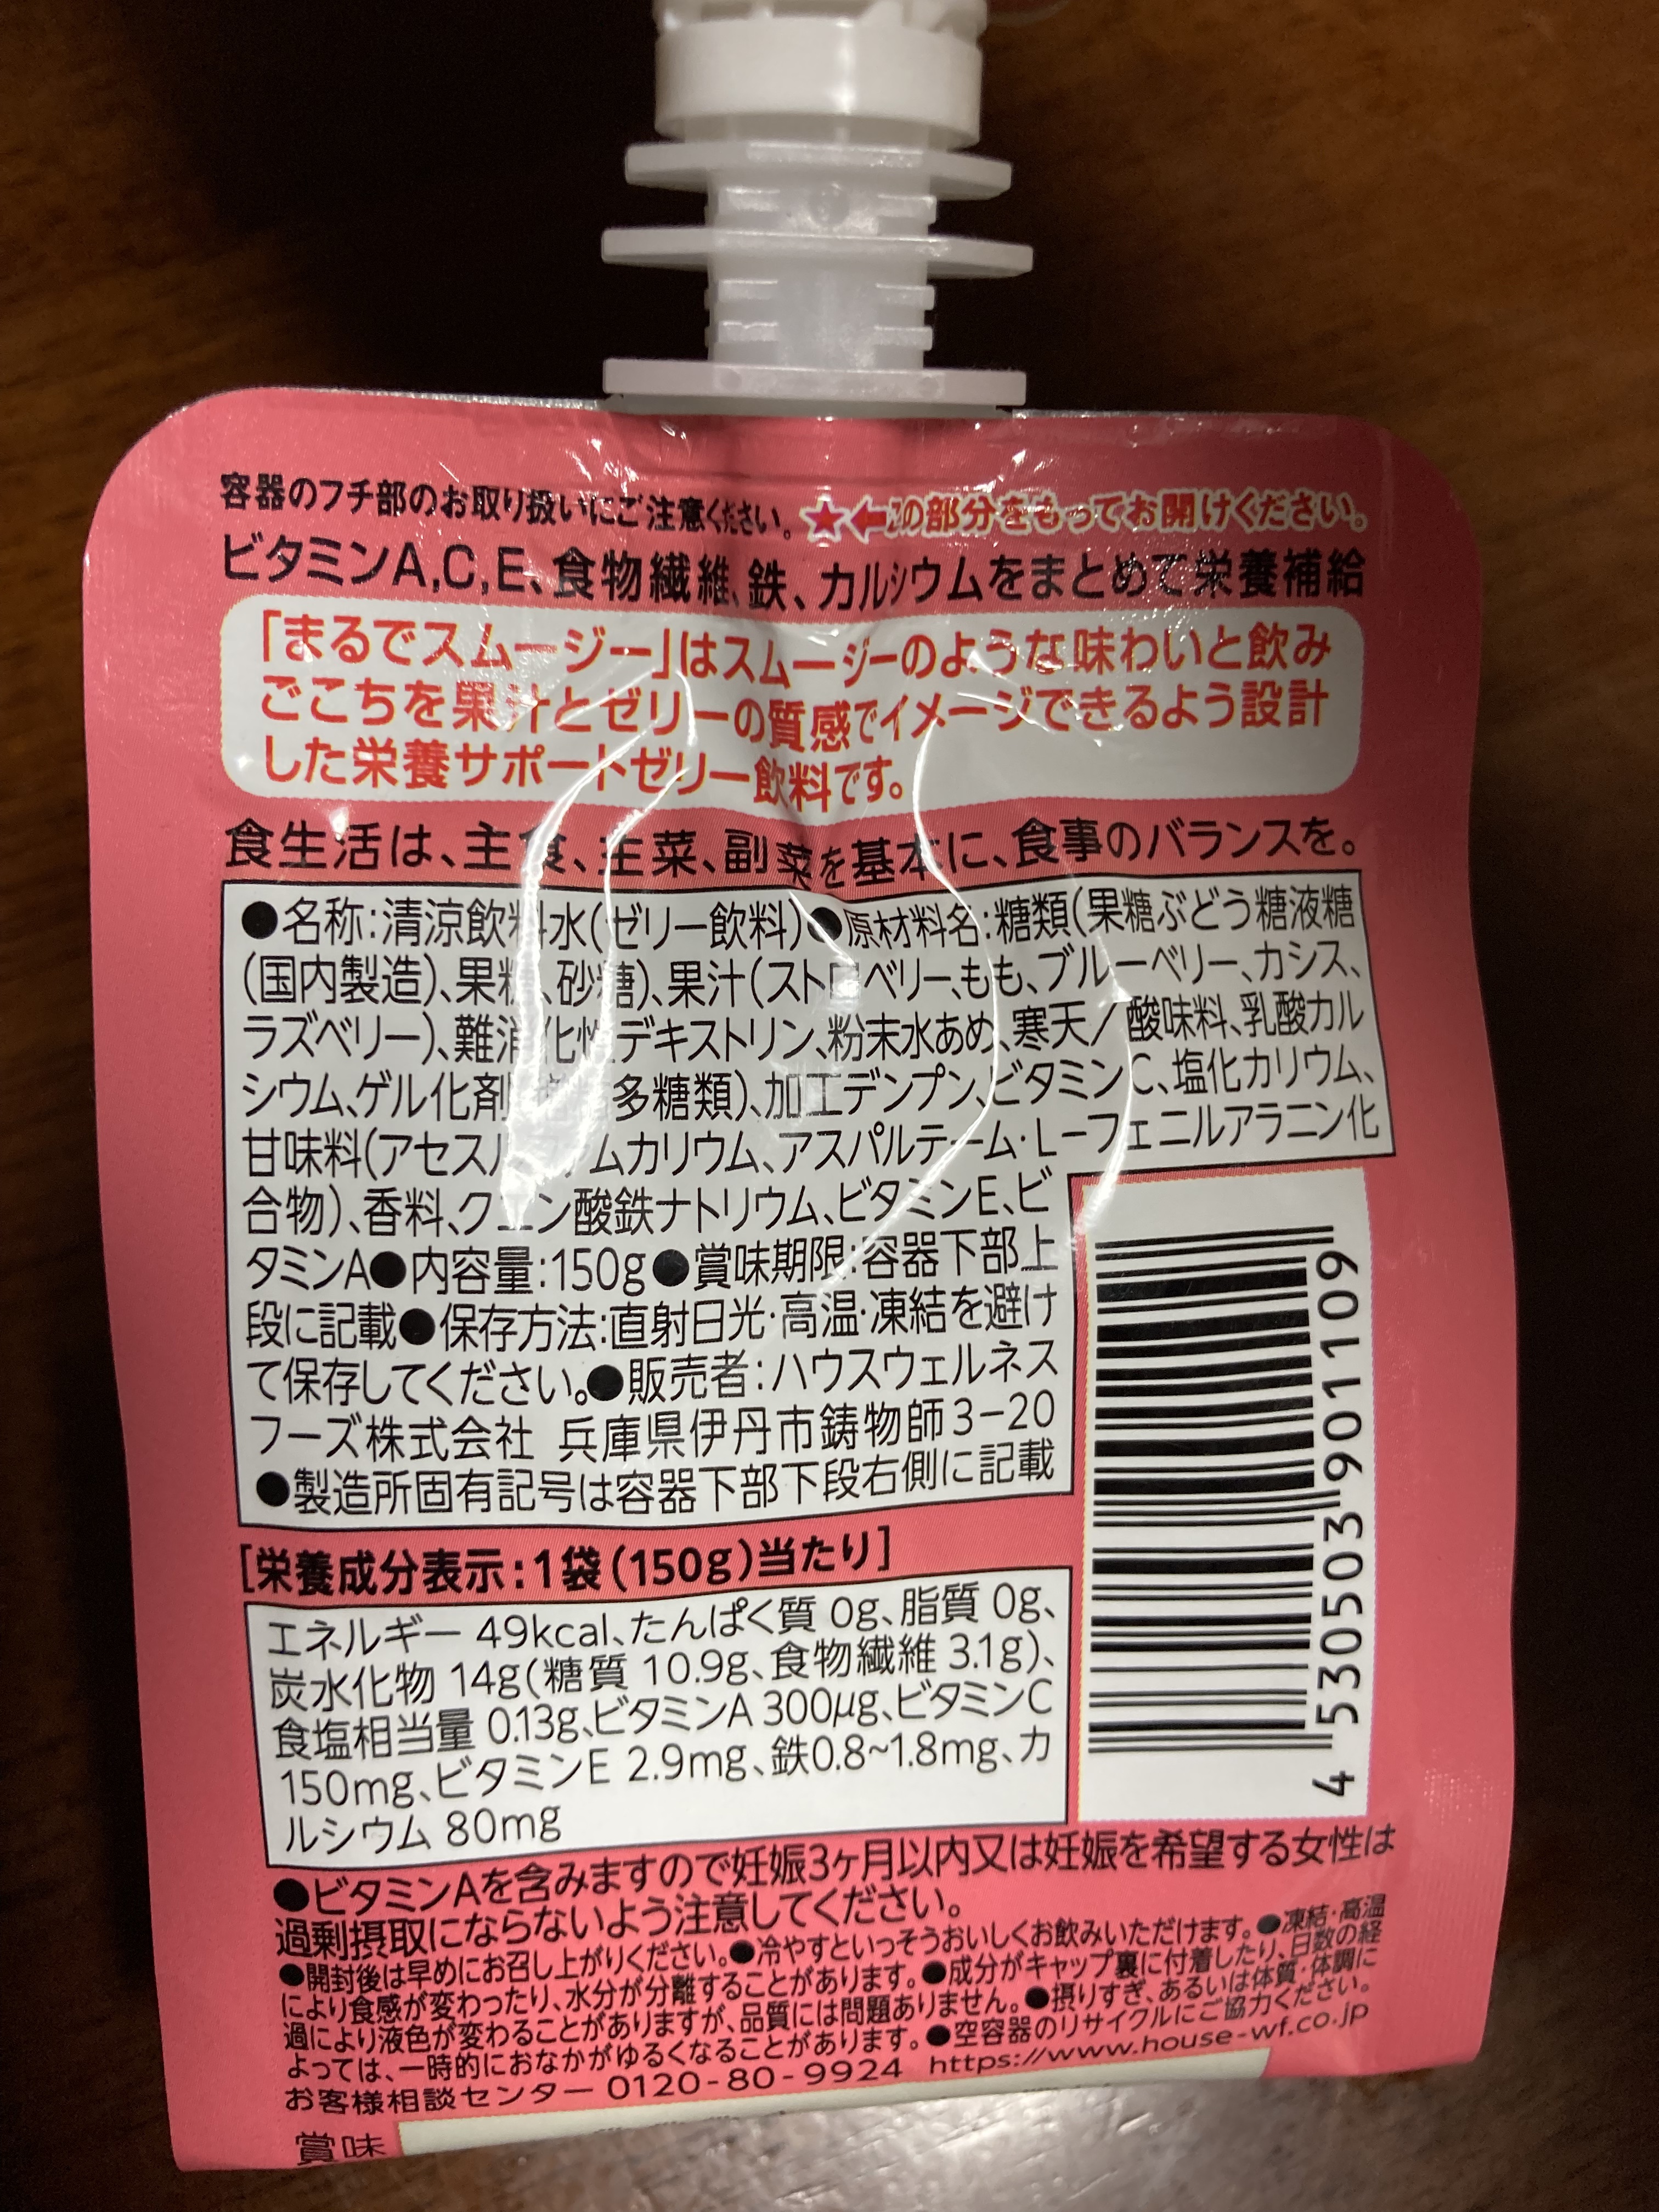 容器のフチ部のお取り扱いにご注意ください。★←この部分をもってお開けください。
ビタミンA,C,E、食物繊維、鉄、カルシウムをまとめて栄養補給
「まるでスムージー」はスムージーのような味わいと飲み
ごこちを果汁とゼリーの質感でイメージできるよう設計
した栄養サポートゼリー飲料です。
食生活は、主食、主菜、副菜を基本に、食事のバランスを。
●名称:清涼飲料水(ゼリー飲料)●原材料名:糖類(果糖ぶどう糖液糖
(国内製造)、果糖、砂糖)、果汁(ストロベリー、もも、ブルーベリー、カシス、
ラズベリー)、難消化性デキストリン、粉末水あめ、寒天/酸味料、乳酸カル
シウム、ゲル化剤(増粘多糖類)、加工デンプン、ビタミンC、塩化カリウム、
甘味料(アセスルファムカリウム、アスパルテーム・L-フェニルアラニン化
合物)、香料、クエン酸鉄ナトリウム、ビタミンE、ビ
タミンA●内容量:150g●賞味期限:容器下部上
段に記載●保存方法:直射日光・高温・凍結を避け
て保存してください。●販売者:ハウスウェルネス
フーズ株式会社 兵庫県伊丹市鋳物師3-20
●製造所固有記号は容器下部下段右側に記載
4 530503 901109
[栄養成分表示:1袋(150g)当たり]
エネルギー 49kcal、たんぱく質 0g、脂質 0g、
炭水化物 14g(糖質 10.9g、食物繊維 3.1g)、
食塩相当量 0.13g、ビタミンA 300μg、ビタミンC
150mg、ビタミンE 2.9mg、鉄0.8~1.8mg、カ
ルシウム 80mg
●ビタミンAを含みますので妊娠3ヶ月以内又は妊娠を希望する女性は
過剰摂取にならないよう注意してください。
●開封後は早めにお召し上がりください。●冷やすといっそうおいしくお飲みいただけます。●凍結・高温
により食感が変わったり、水分が分離することがあります。●成分がキャップ裏に付着したり、日数の経
過により液色が変わることがありますが、品質には問題ありません。●摂りすぎ、あるいは体質・体調に
よっては、一時的におなかがゆるくなることがあります。●空容器のリサイクルにご協力ください。
お客様相談センター 0120-80-9924 https://www.house-wf.co.jp
賞味